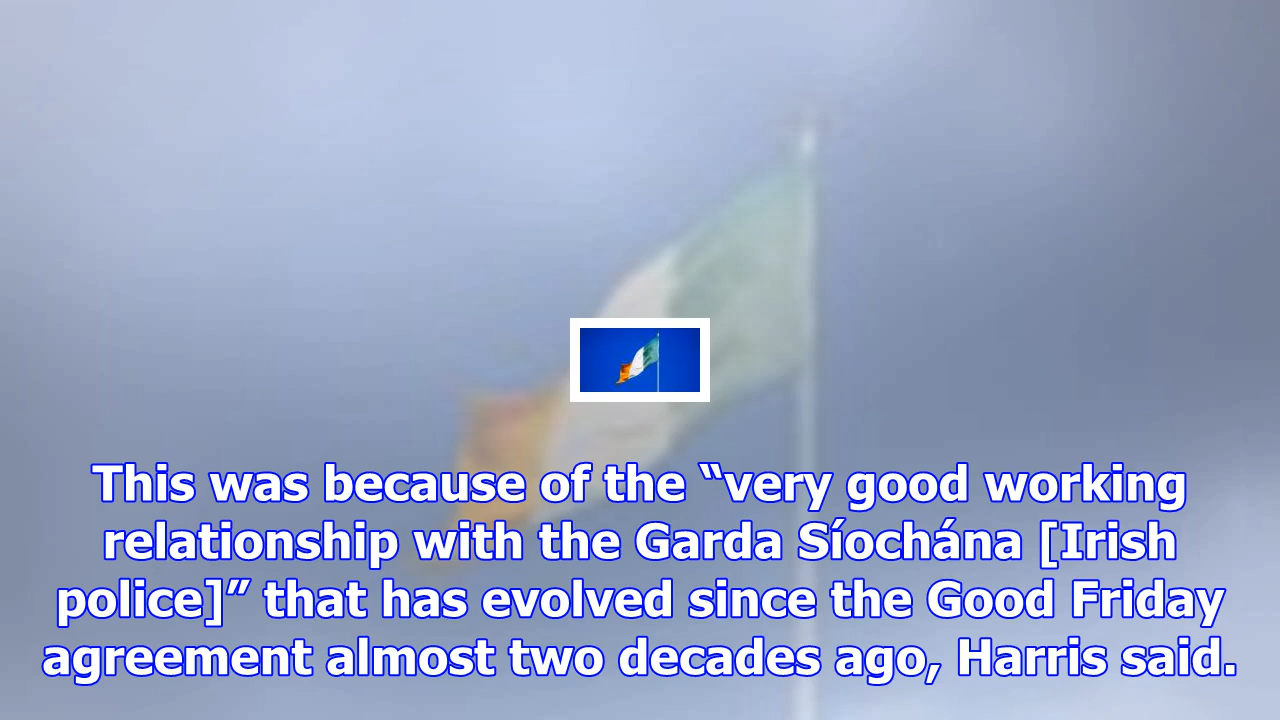 This was because of the “very good working
relationship with the Garda Síochána [Irish
police]” that has evolved since the Good Friday
agreement almost two decades ago, Harris said.